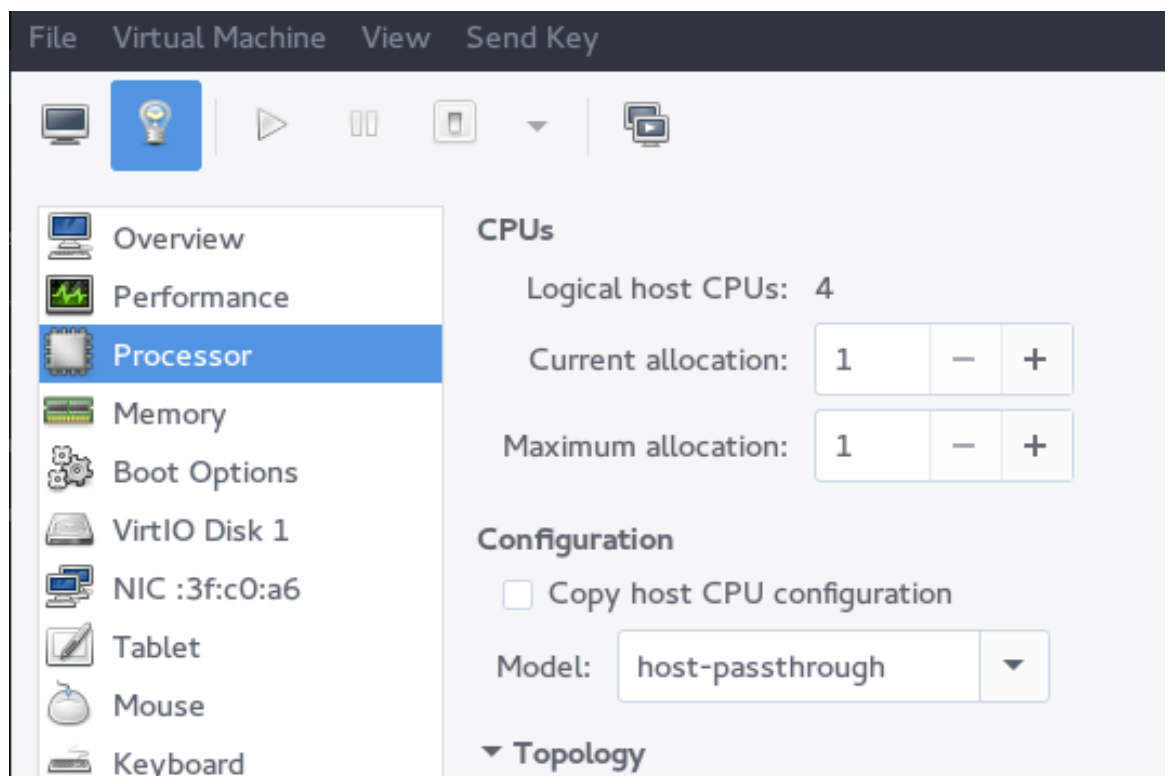 File Virtual Machine View Send Key
Overview
Performance
Processor
Memory
Boot Options
VirtIO Disk 1
NIC :3f:c0:a6
Tablet
Mouse
Keyboard
CPUs
Logical host CPUs: 4
Current allocation: 1 − +
Maximum allocation: 1 − +
Configuration
Copy host CPU configuration
Model: host-passthrough
Topology